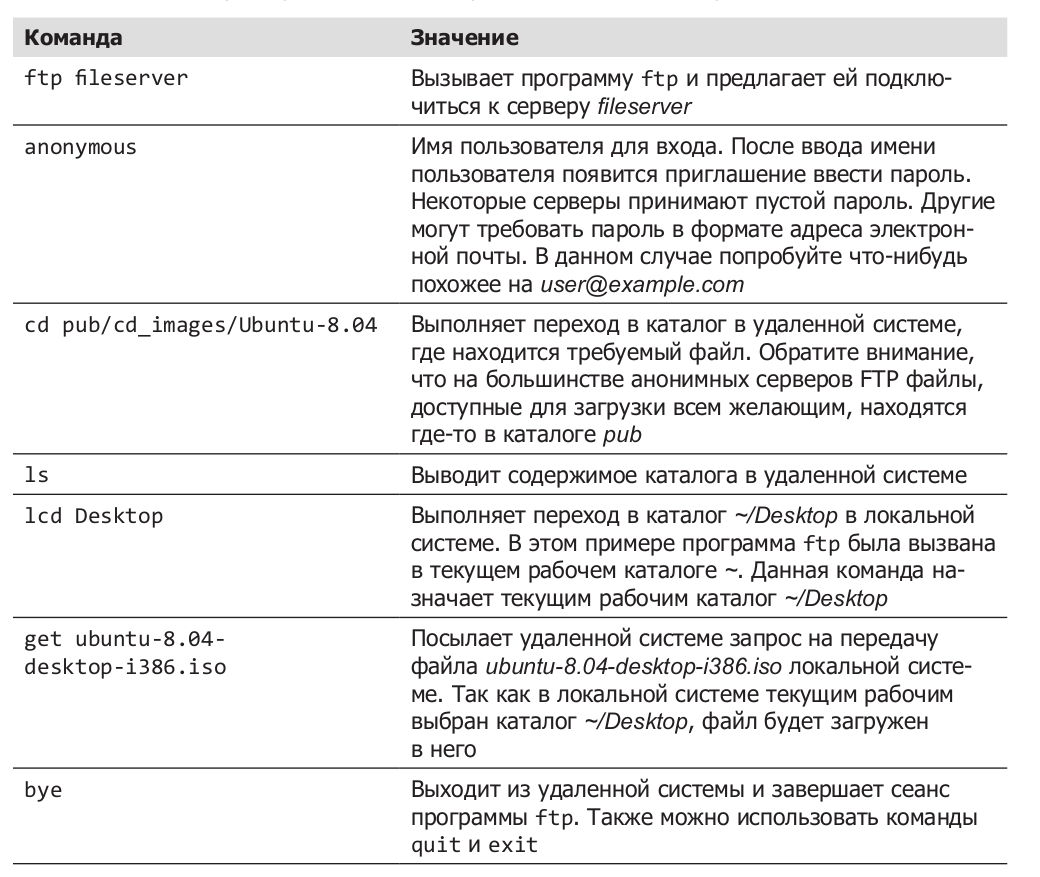 Команда Значение
ftp fileserver Вызывает программу ftp и предлагает ей подклю-
читься к серверу fileserver
anonymous Имя пользователя для входа. После ввода имени
пользователя появится приглашение ввести пароль.
Некоторые серверы принимают пустой пароль. Другие
могут требовать пароль в формате адреса электрон-
ной почты. В данном случае попробуйте что-нибудь
похожее на user@example.com
cd pub/cd_images/Ubuntu-8.04 Выполняет переход в каталог в удаленной системе,
где находится требуемый файл. Обратите внимание,
что на большинстве анонимных серверов FTP файлы,
доступные для загрузки всем желающим, находятся
где-то в каталоге pub
ls Выводит содержимое каталога в удаленной системе
lcd Desktop Выполняет переход в каталог ~/Desktop в локальной
системе. В этом примере программа ftp была вызвана
в текущем рабочем каталоге ~. Данная команда на-
значает текущим рабочим каталог ~/Desktop
get ubuntu-8.04- Посылает удаленной системе запрос на передачу
desktop-i386.iso файла ubuntu-8.04-desktop-i386.iso локальной систе-
ме. Так как в локальной системе текущим рабочим
выбран каталог ~/Desktop, файл будет загружен
в него
bye Выходит из удаленной системы и завершает сеанс
программы ftp. Также можно использовать команды
quit и exit